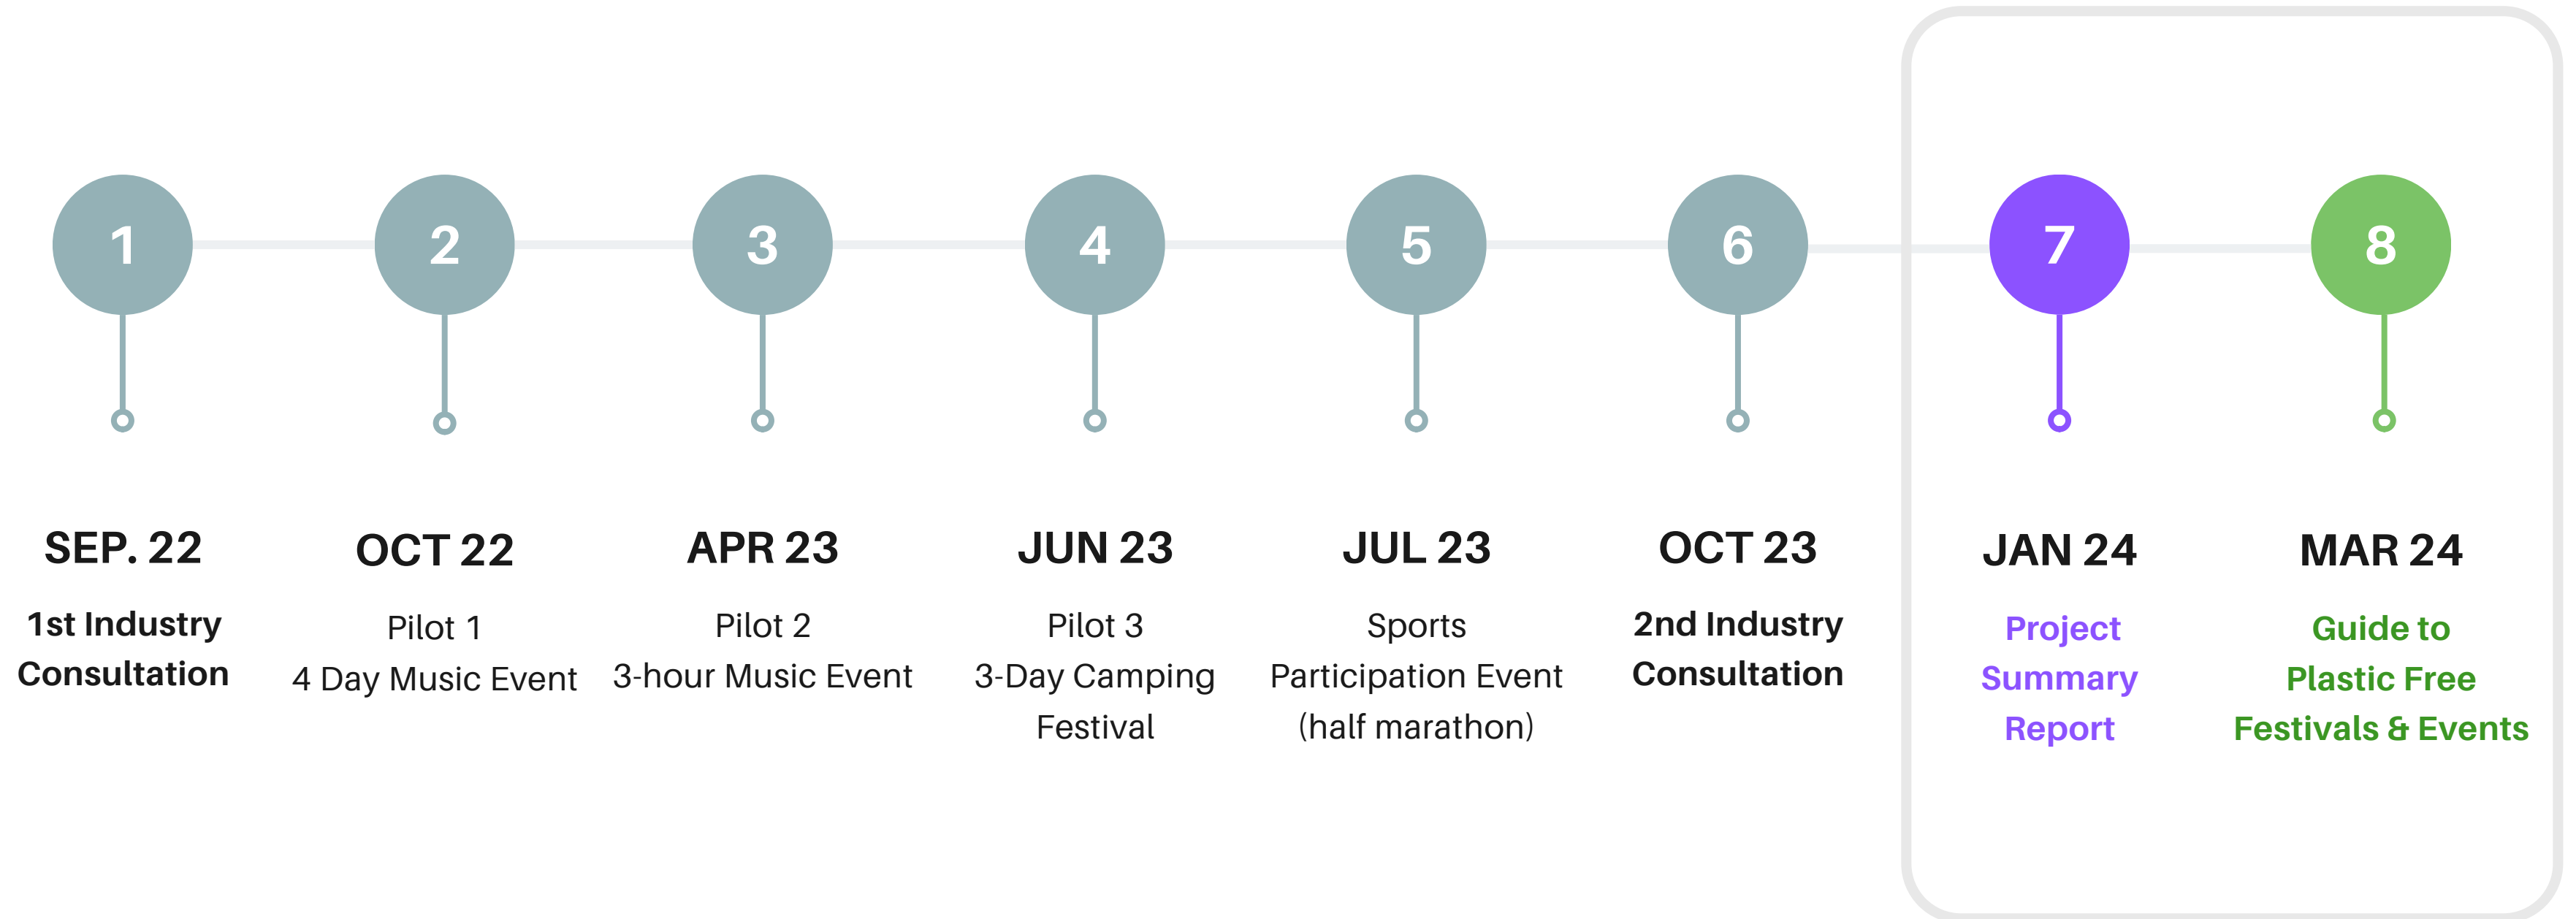 1
2
3
4
5
6
7
8
SEP. 22
1st Industry
Consultation
OCT 22
Pilot 1
4 Day Music Event
APR 23
Pilot 2
3-hour Music Event
JUN 23
Pilot 3
3-Day Camping
Festival
JUL 23
Sports
Participation Event
(half marathon)
OCT 23
2nd Industry
Consultation
JAN 24
Project
Summary
Report
MAR 24
Guide to
Plastic Free
Festivals & Events